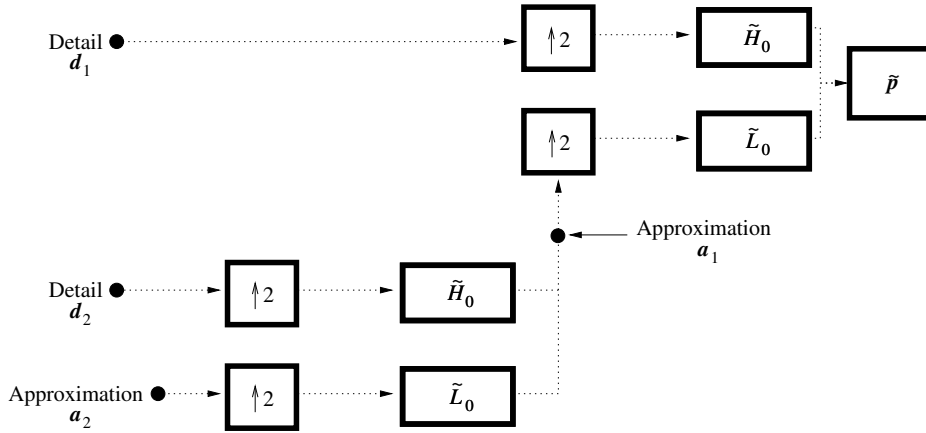 Detail
d₁
↑2
H̃₀
p̃
↑2
L̃₀
Approximation
a₁
Detail
d₂
↑2
H̃₀
Approximation
a₂
↑2
L̃₀